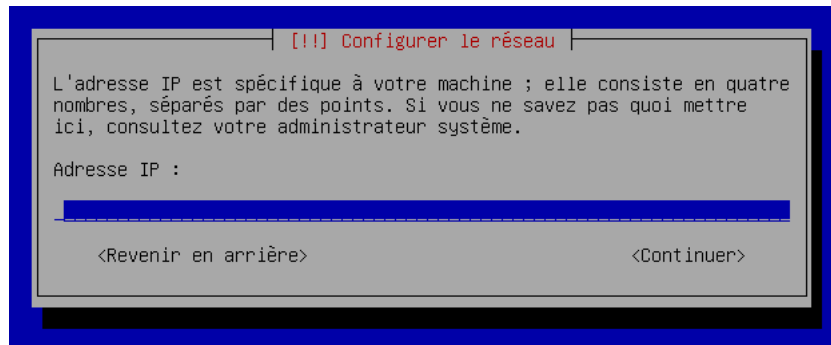 [!!] Configurer le réseau
L'adresse IP est spécifique à votre machine ; elle consiste en quatre
nombres, séparés par des points. Si vous ne savez pas quoi mettre
ici, consultez votre administrateur système.
Adresse IP :
<Revenir en arrière> <Continuer>